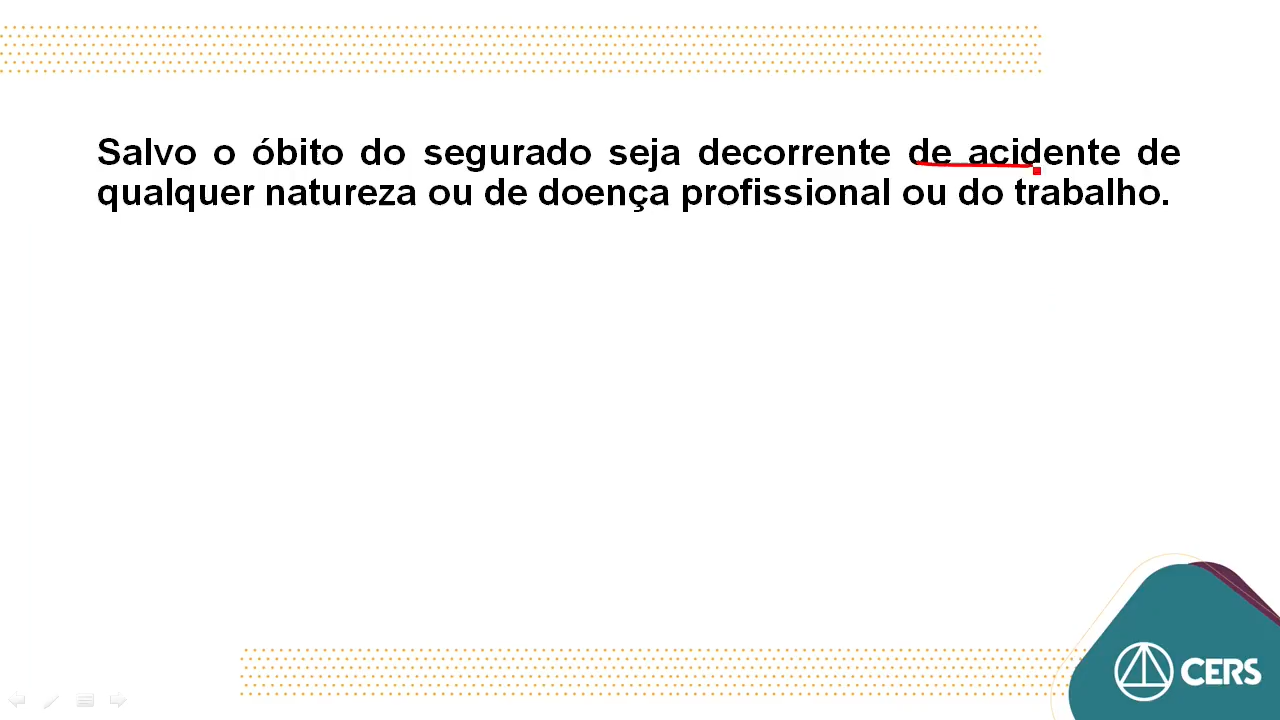 Salvo o óbito do segurado seja decorrente de acidente de
qualquer natureza ou de doença profissional ou do trabalho.
CERS